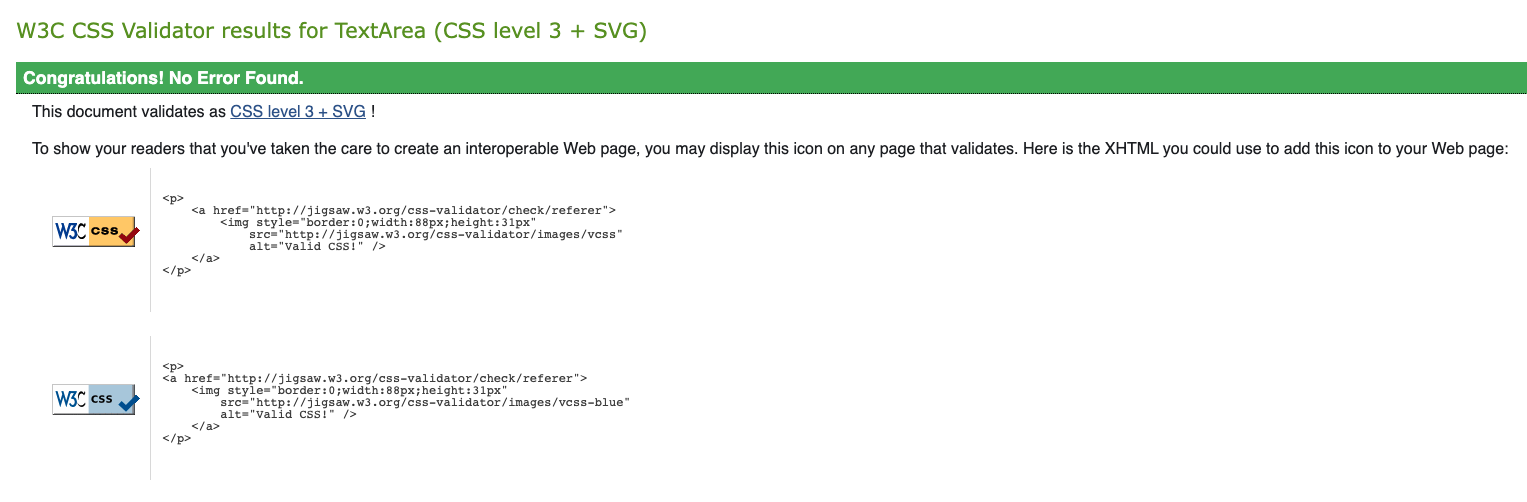 W3C CSS Validator results for TextArea (CSS level 3 + SVG)
Congratulations! No Error Found.
This document validates as CSS level 3 + SVG !
To show your readers that you've taken the care to create an interoperable Web page, you may display this icon on any page that validates. Here is the XHTML you could use to add this icon to your Web page:
W3C css
<p>
    <a href="http://jigsaw.w3.org/css-validator/check/referer">
        <img style="border:0;width:88px;height:31px"
            src="http://jigsaw.w3.org/css-validator/images/vcss"
            alt="Valid CSS!" />
    </a>
</p>
W3C css
<p>
<a href="http://jigsaw.w3.org/css-validator/check/referer">
    <img style="border:0;width:88px;height:31px"
        src="http://jigsaw.w3.org/css-validator/images/vcss-blue"
        alt="Valid CSS!" />
    </a>
</p>